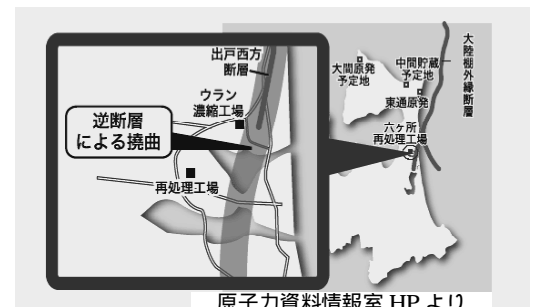 出戸西方
断層
ウラン
濃縮工場
逆断層
による撓曲
再処理工場
大間原発
予定地
中間貯蔵
予定地
東通原発
六ヶ所
再処理工場
大陸棚外縁断層
原子力資料情報室 HP より